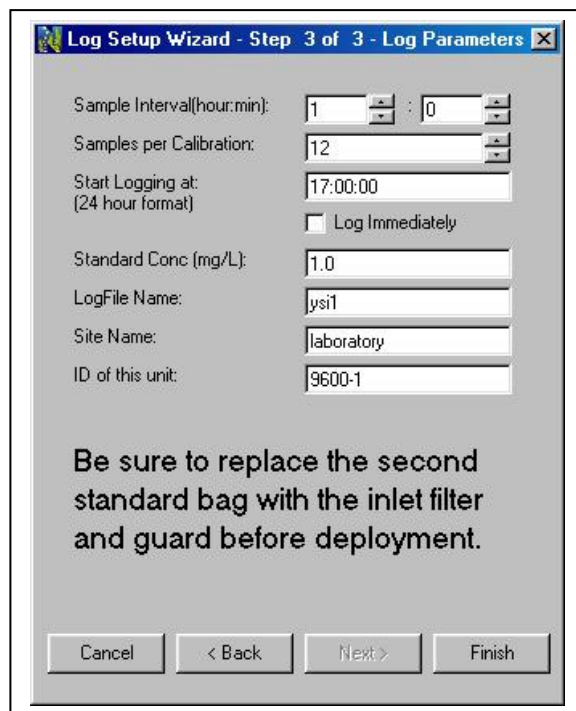 Log Setup Wizard - Step 3 of 3 - Log Parameters
Sample Interval(hour:min): 1 : 0
Samples per Calibration: 12
Start Logging at: 17:00:00
(24 hour format)
Log Immediately
Standard Conc (mg/L): 1.0
LogFile Name: ysi1
Site Name: laboratory
ID of this unit: 9600-1
Be sure to replace the second
standard bag with the inlet filter
and guard before deployment.
Cancel < Back Next > Finish